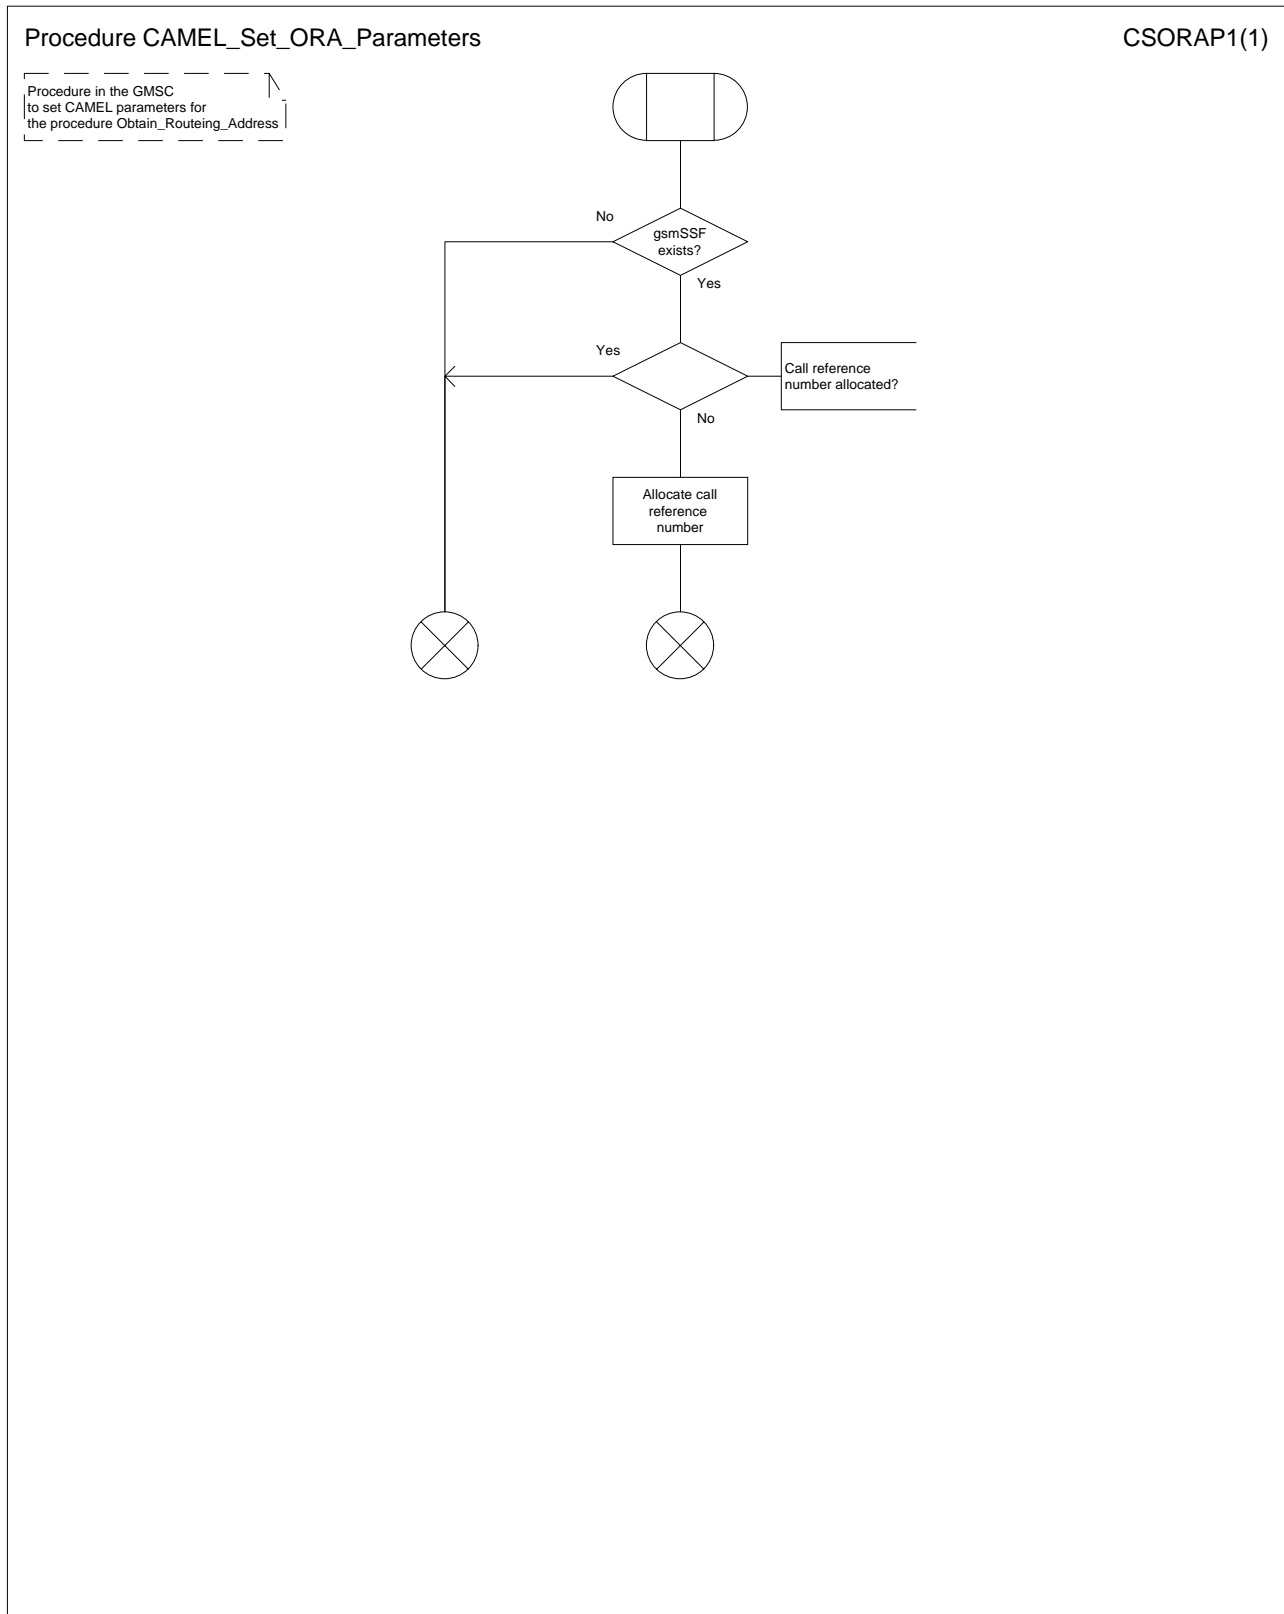 Procedure CAMEL_Set_ORA_Parameters
CSORAP1(1)
Procedure in the GMSC
to set CAMEL parameters for
the procedure Obtain_Routeing_Address
No
gsmSSF
exists?
Yes
Yes
Call reference
number allocated?
No
Allocate call
reference
number